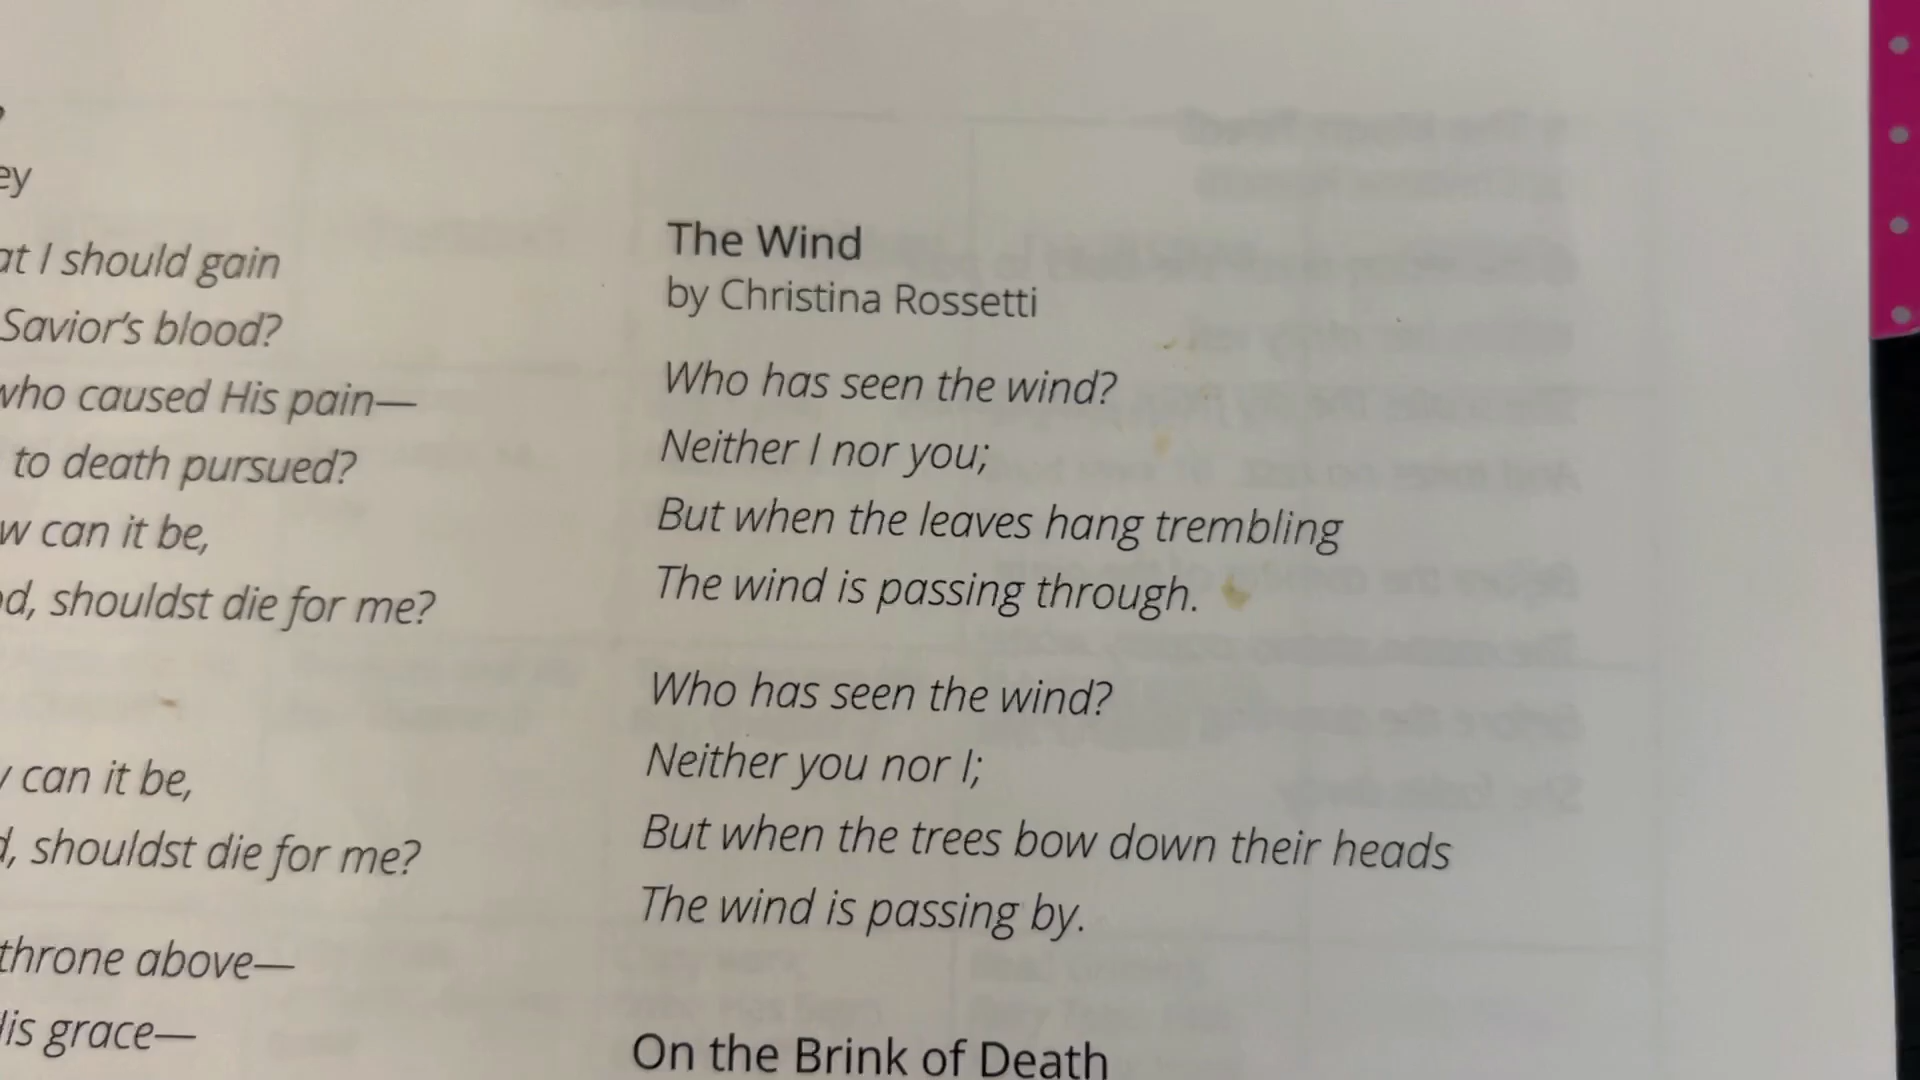 ey
at I should gain
Savior's blood?
who caused His pain—
to death pursued?
w can it be,
d, shouldst die for me?
can it be,
d, shouldst die for me?
throne above—
His grace—
The Wind
by Christina Rossetti
Who has seen the wind?
Neither I nor you;
But when the leaves hang trembling
The wind is passing through.
Who has seen the wind?
Neither you nor I;
But when the trees bow down their heads
The wind is passing by.
On the Brink of Death